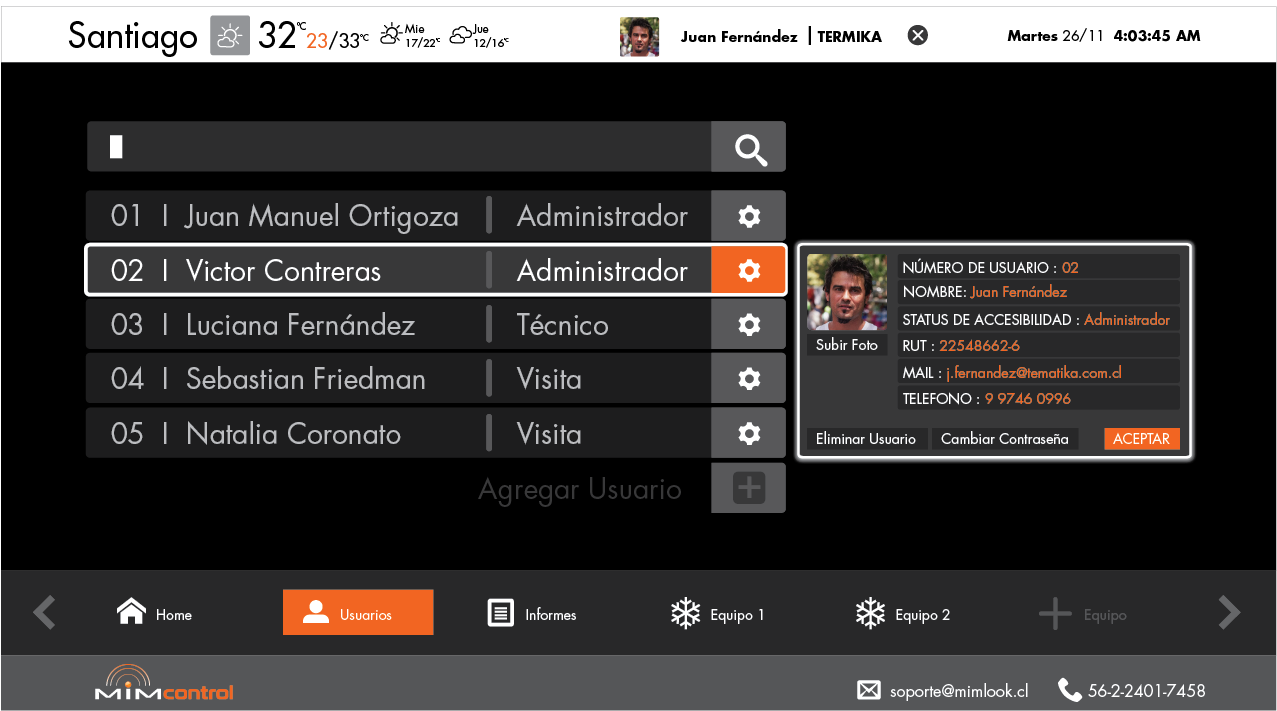 Santiago 32°C 23/33°C Mie 17/22°C Jue 12/16°C
Juan Fernández | TERMIKA
Martes 26/11 4:03:45 AM
01 | Juan Manuel Ortigoza | Administrador
02 | Victor Contreras | Administrador
03 | Luciana Fernández | Técnico
04 | Sebastian Friedman | Visita
05 | Natalia Coronato | Visita
Agregar Usuario
Subir Foto
NÚMERO DE USUARIO : 02
NOMBRE: Juan Fernández
STATUS DE ACCESIBILIDAD : Administrador
RUT : 22548662-6
MAIL : j.fernandez@tematika.com.cl
TELEFONO : 9 9746 0996
Eliminar Usuario
Cambiar Contraseña
ACEPTAR
Home
Usuarios
Informes
Equipo 1
Equipo 2
Equipo
MiMcontrol
soporte@mimlook.cl
56-2-2401-7458